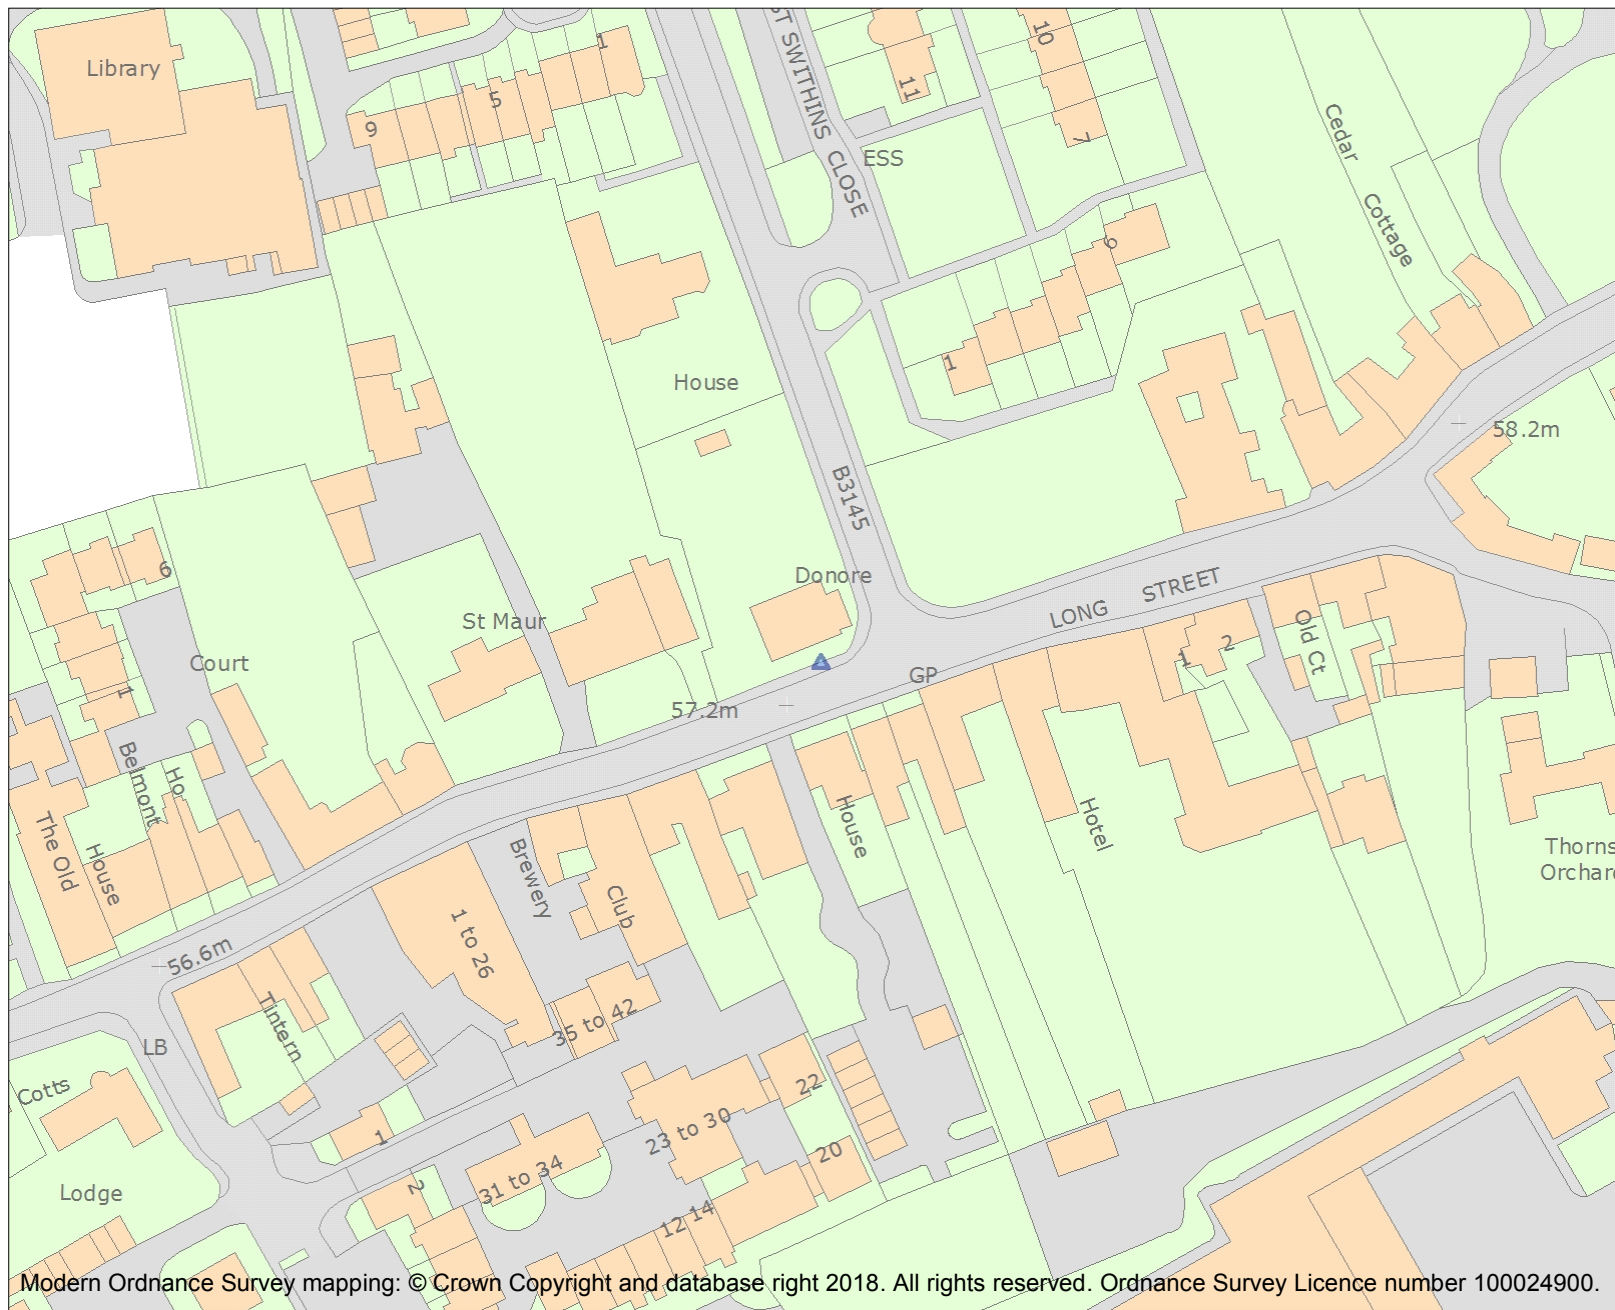 Library
1
5
9
ST SWITHINS CLOSE
11
10
7
ESS
Cedar
Cottage
6
1
House
58.2m
B3145
Donore
LONG STREET
6
St Maur
Court
1
GP
57.2m
1
2
Old Ct
Belmont
Ho
The Old
House
Brewery
Club
House
Hotel
Thorns
Orchar
1 to 26
56.6m
Tintern
35 to 42
LB
Cotts
22
1
23 to 30
20
31 to 34
Lodge
2
12
14
Modern Ordnance Survey mapping: © Crown Copyright and database right 2018. All rights reserved. Ordnance Survey Licence number 100024900.